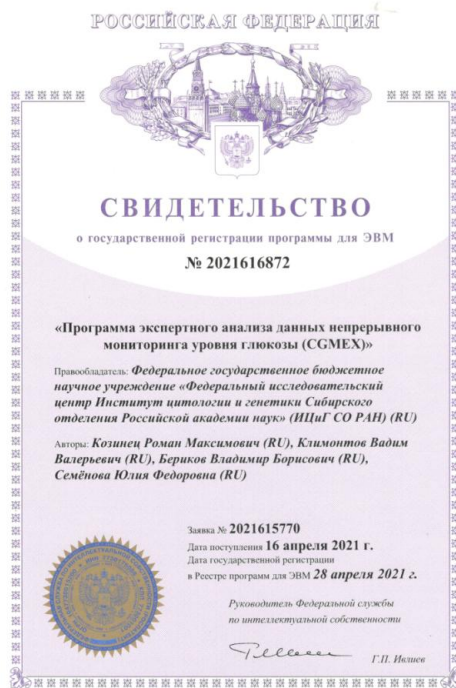 РОССИЙСКАЯ ФЕДЕРАЦИЯ
СВИДЕТЕЛЬСТВО
о государственной регистрации программы для ЭВМ
№ 2021616872
«Программа экспертного анализа данных непрерывного
мониторинга уровня глюкозы (CGMEX)»
Правообладатель: Федеральное государственное бюджетное
научное учреждение «Федеральный исследовательский
центр Институт цитологии и генетики Сибирского
отделения Российской академии наук» (ИЦиГ СО РАН) (RU)
Авторы: Козинец Роман Максимович (RU), Климонтов Вадим
Валерьевич (RU), Бериков Владимир Борисович (RU),
Семёнова Юлия Федоровна (RU)
Заявка № 2021615770
Дата поступления 16 апреля 2021 г.
Дата государственной регистрации
в Реестре программ для ЭВМ 28 апреля 2021 г.
Руководитель Федеральной службы
по интеллектуальной собственности
Г.П. Ивлиев